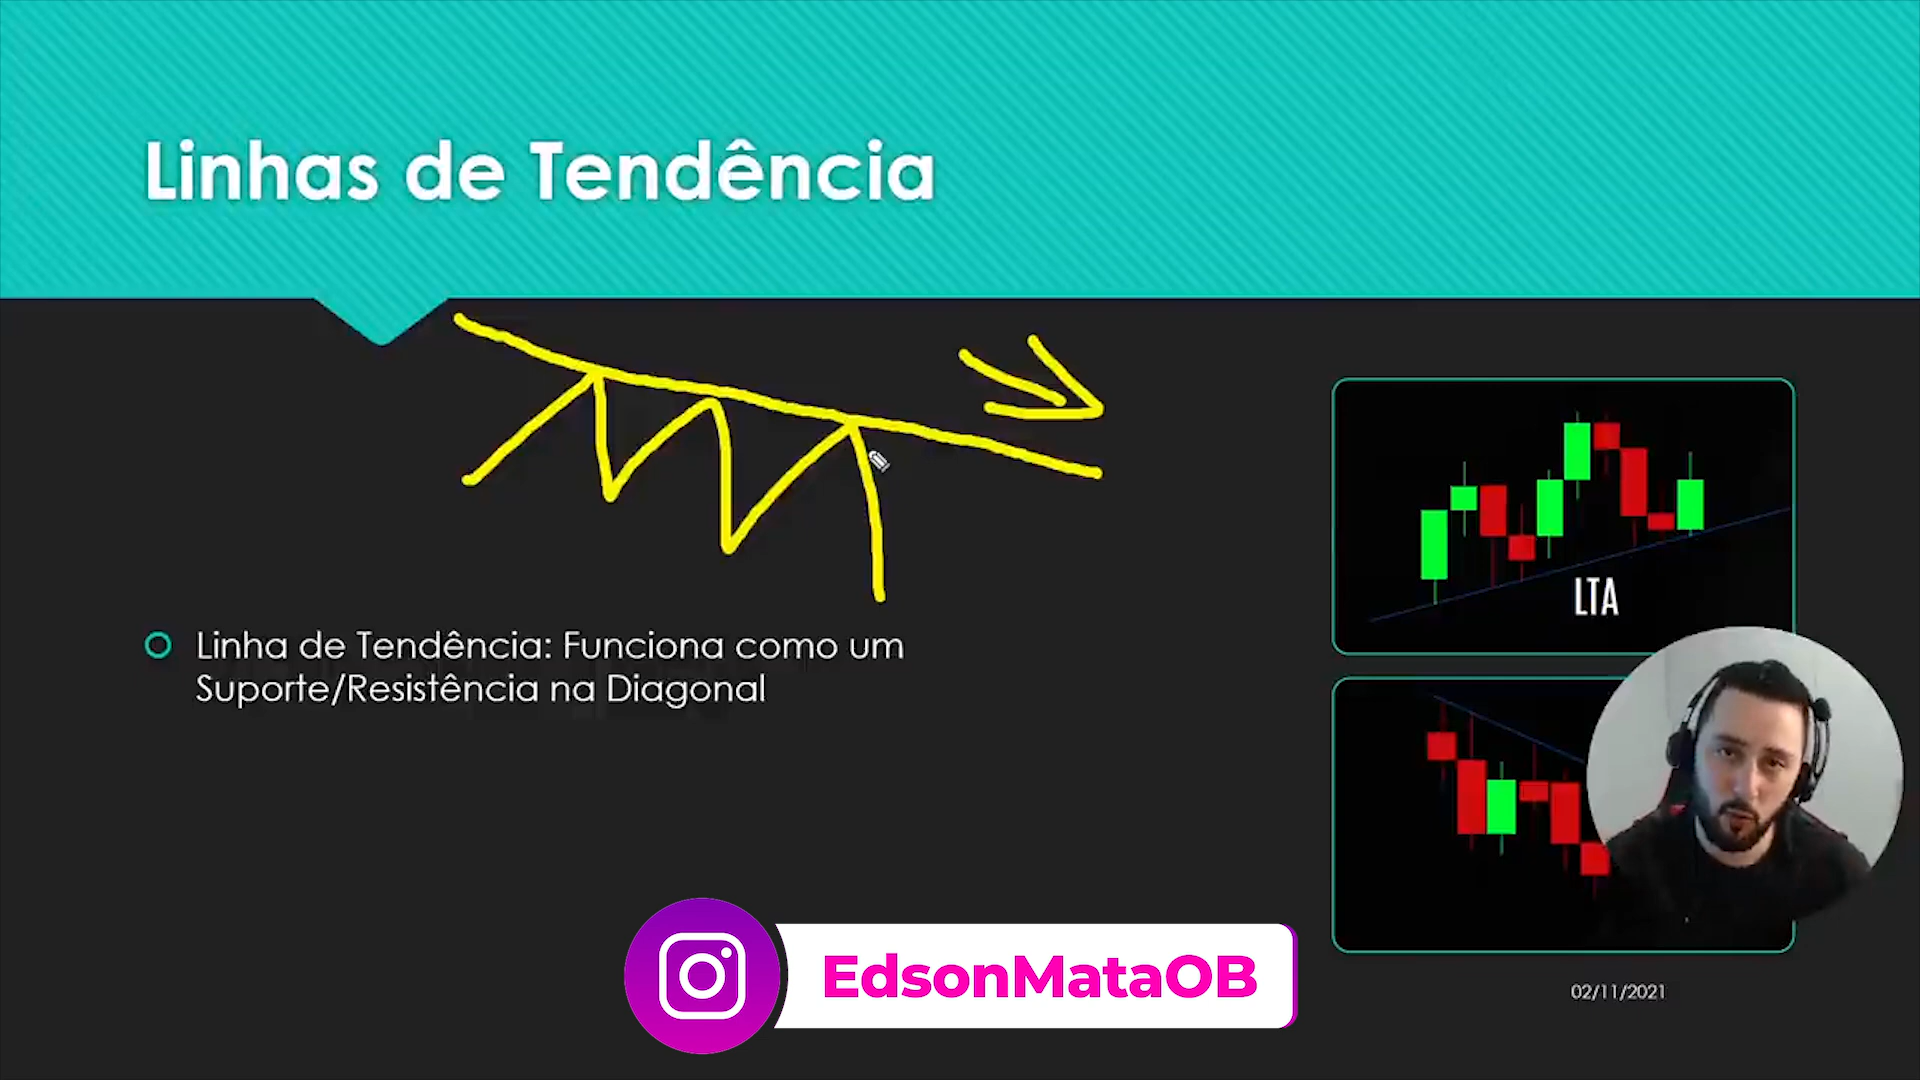 Linhas de Tendência
Linha de Tendência: Funciona como um
Suporte/Resistência na Diagonal
LTA
EdsonMataOB
02/11/2021